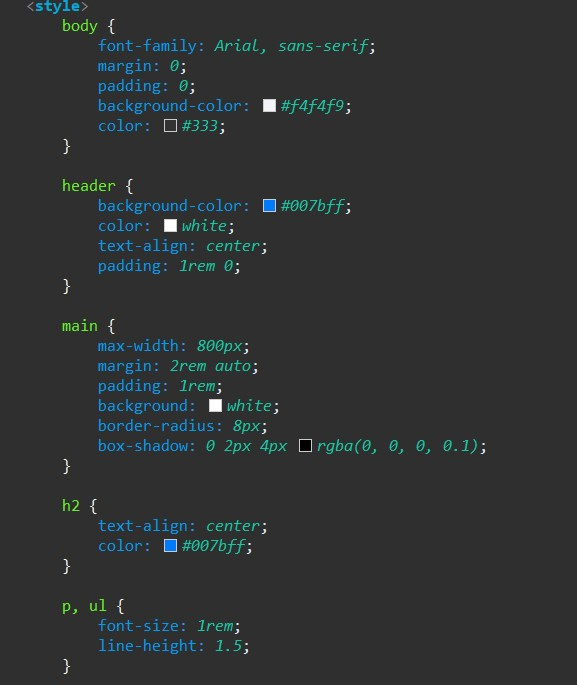 <style>
body {
font-family: Arial, sans-serif;
margin: 0;
padding: 0;
background-color: #f4f4f9;
color: #333;
}
header {
background-color: #007bff;
color: white;
text-align: center;
padding: 1rem 0;
}
main {
max-width: 800px;
margin: 2rem auto;
padding: 1rem;
background: white;
border-radius: 8px;
box-shadow: 0 2px 4px rgba(0, 0, 0, 0.1);
}
h2 {
text-align: center;
color: #007bff;
}
p, ul {
font-size: 1rem;
line-height: 1.5;
}